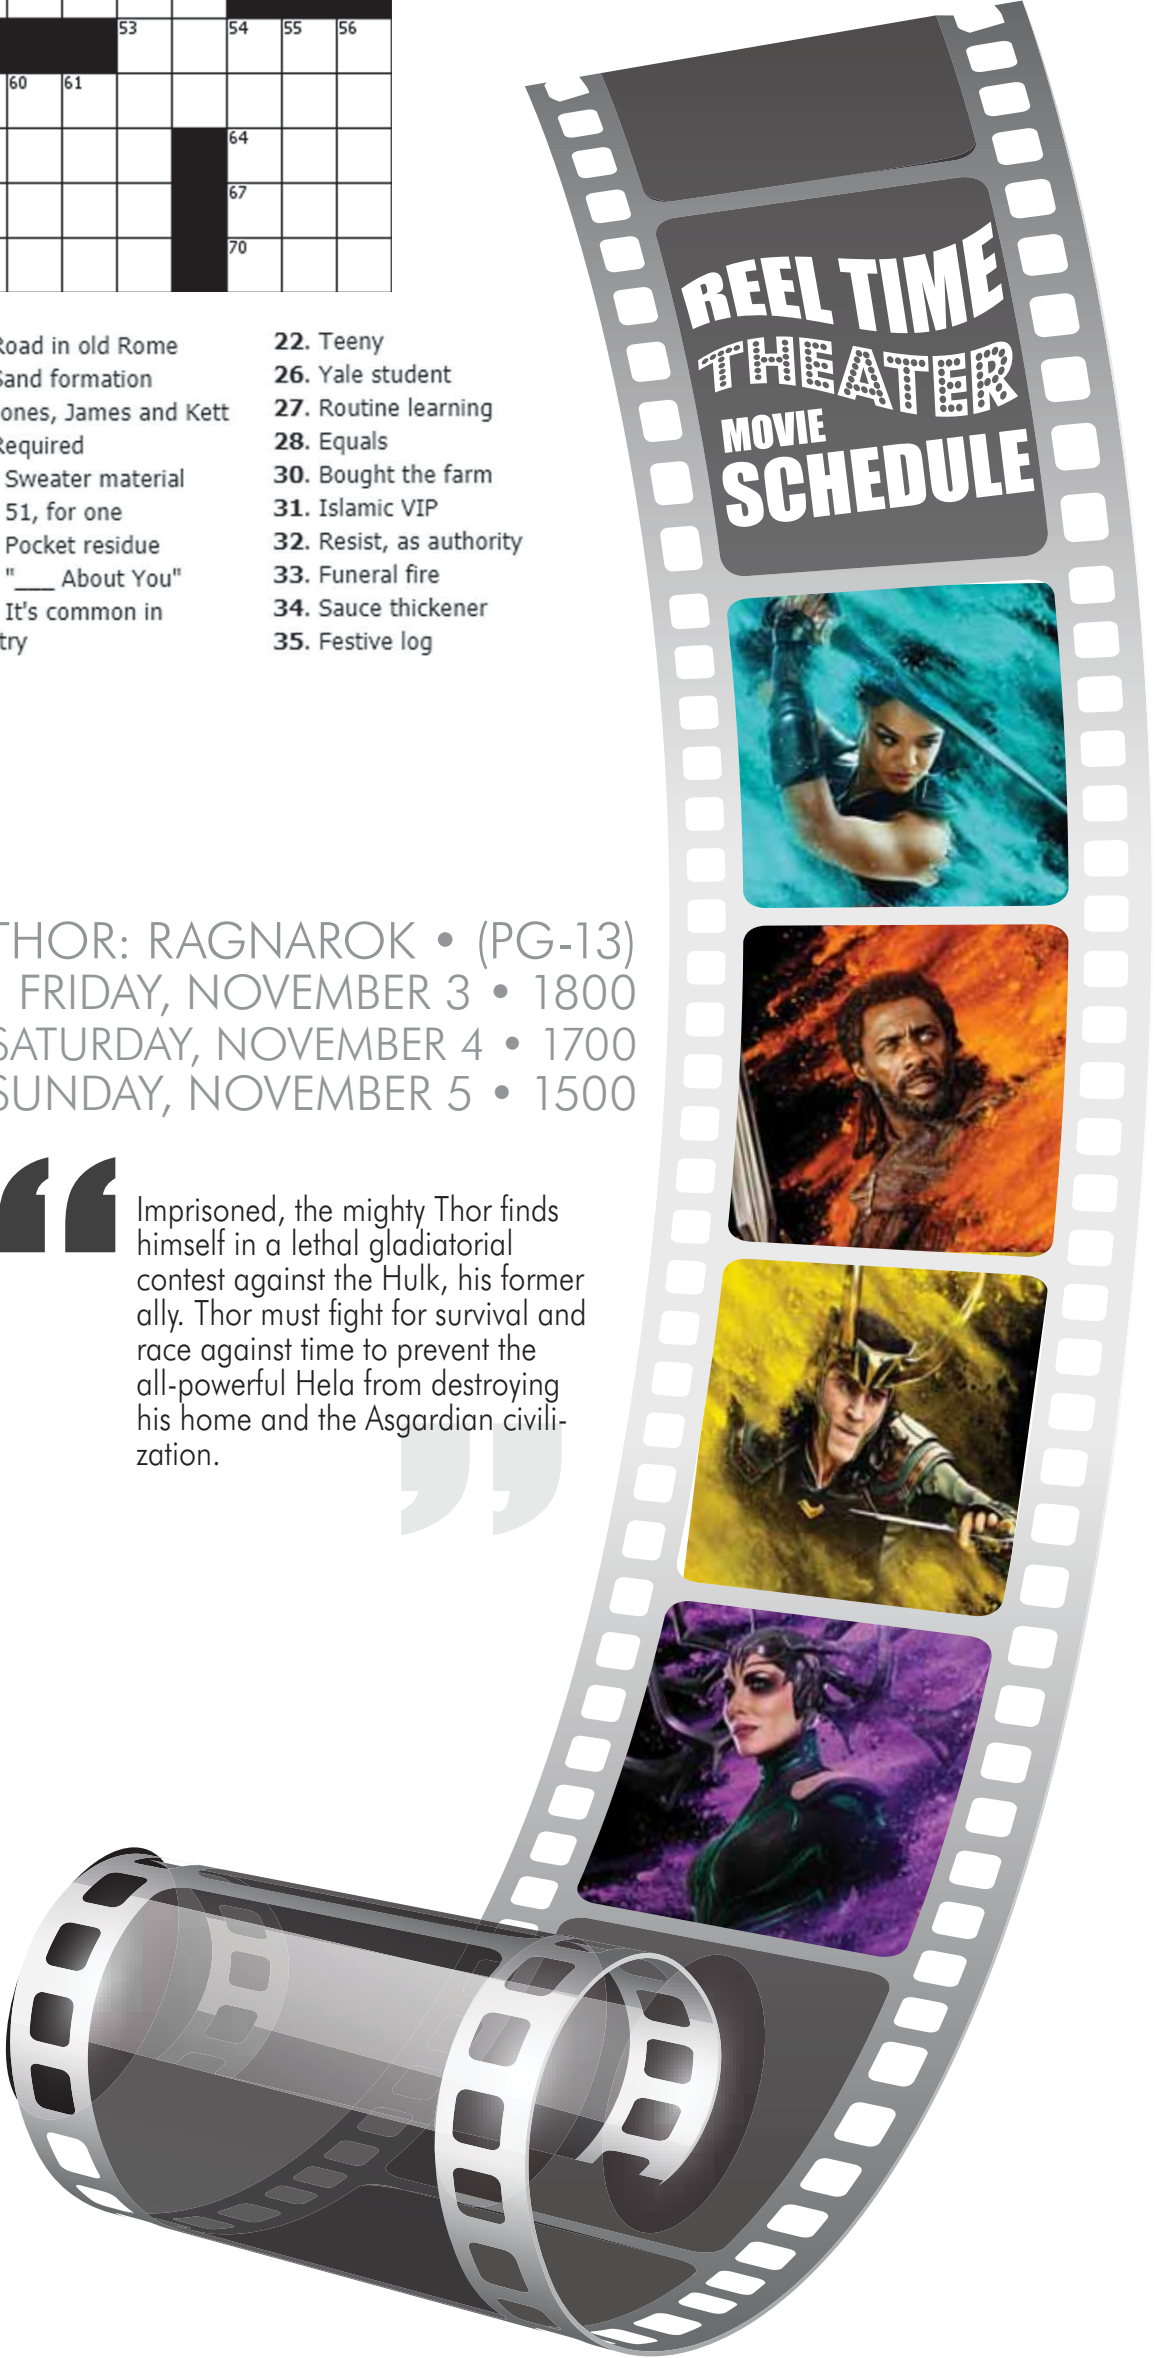 53 54 55 56
60 61
64
67
70
Road in old Rome
Sand formation
ones, James and Kett
Required
Sweater material
51, for one
Pocket residue
"___ About You"
It's common in
try
22. Teeny
26. Yale student
27. Routine learning
28. Equals
30. Bought the farm
31. Islamic VIP
32. Resist, as authority
33. Funeral fire
34. Sauce thickener
35. Festive log
REEL TIME
THEATER
MOVIE
SCHEDULE
THOR: RAGNAROK • (PG-13)
FRIDAY, NOVEMBER 3 • 1800
SATURDAY, NOVEMBER 4 • 1700
SUNDAY, NOVEMBER 5 • 1500
“
Imprisoned, the mighty Thor finds
himself in a lethal gladiatorial
contest against the Hulk, his former
ally. Thor must fight for survival and
race against time to prevent the
all-powerful Hela from destroying
his home and the Asgardian civili-
zation.
”